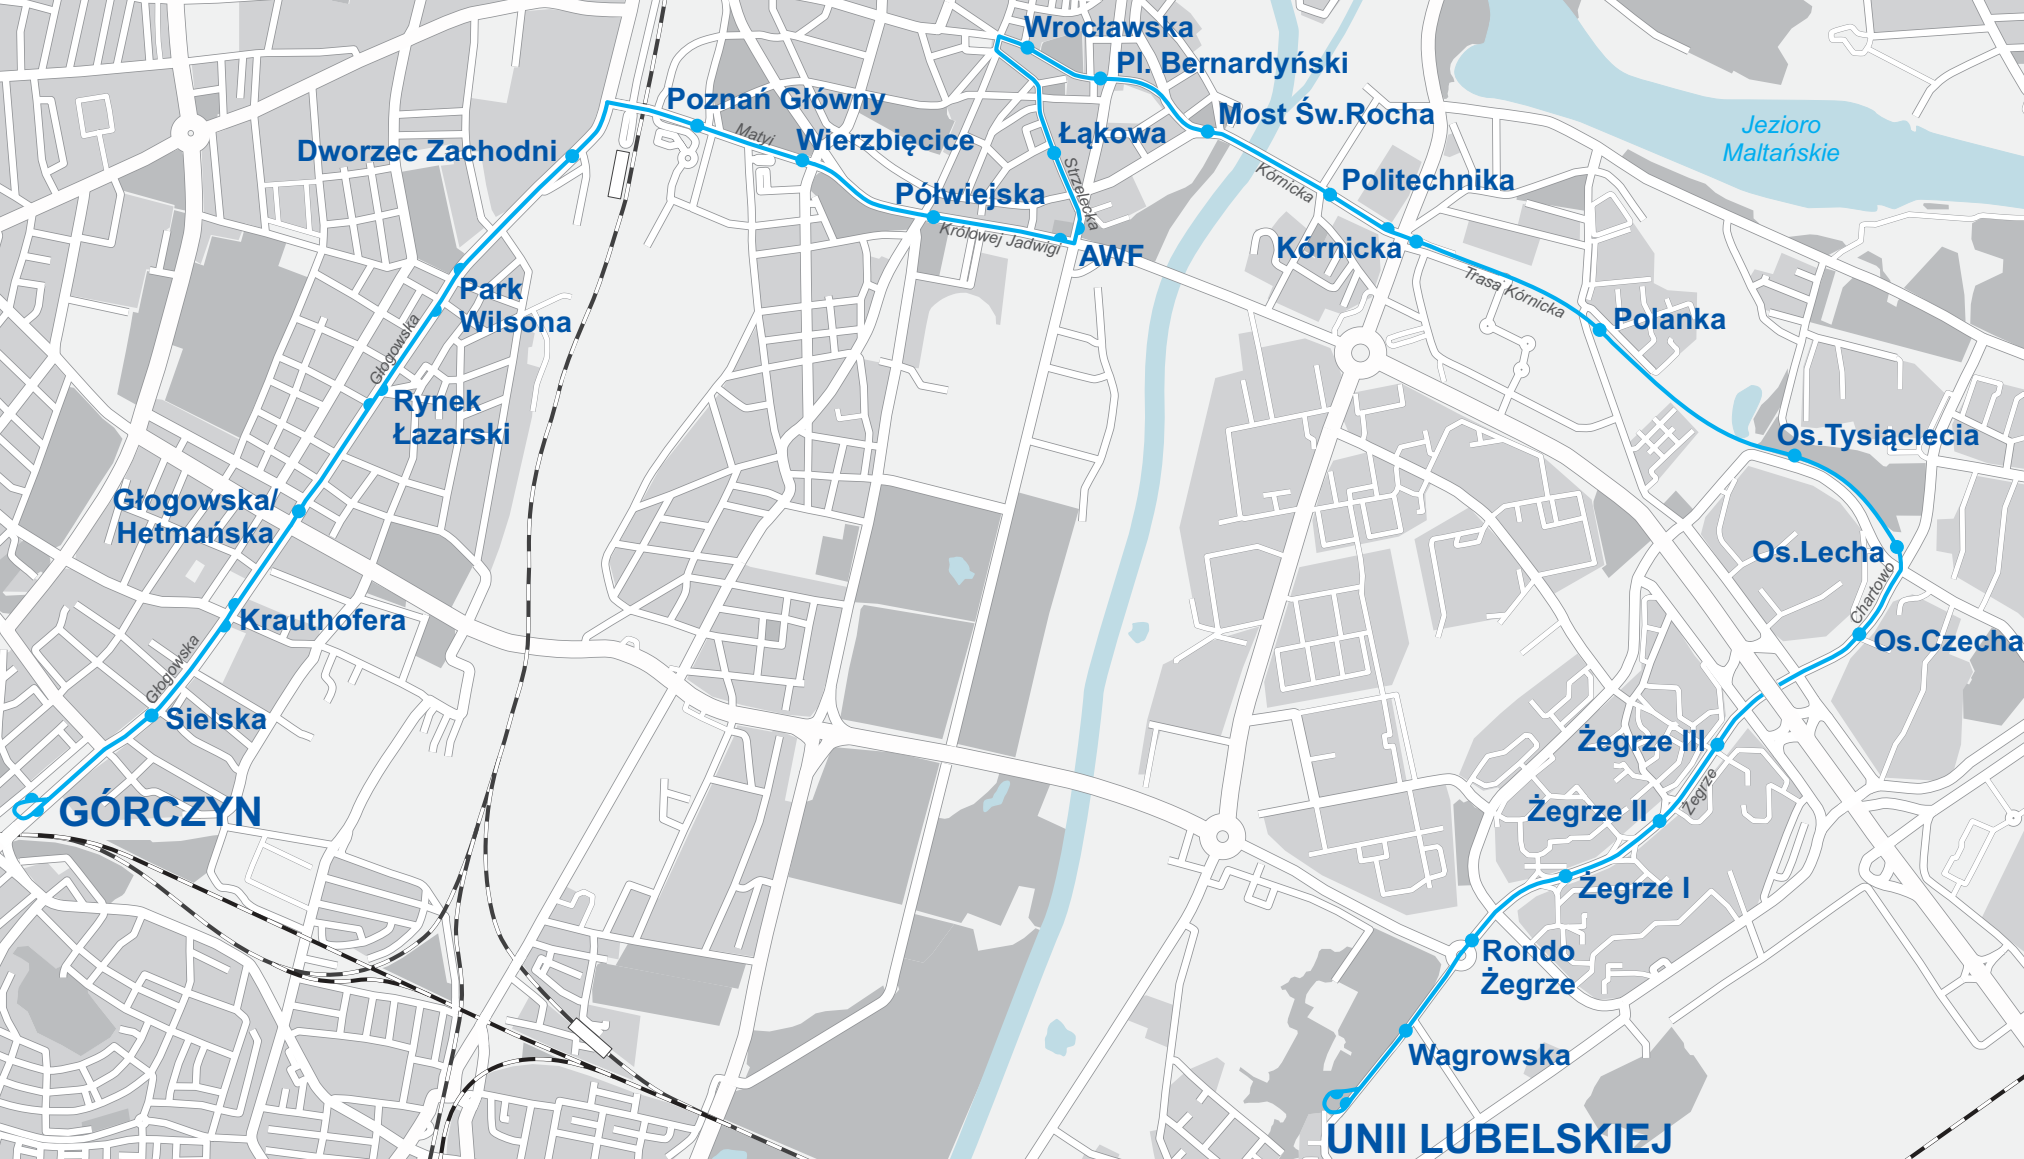 Wrocławska
Pl. Bernardyński
Poznań Główny
Most Św.Rocha
Jezioro
Maltańskie
Matyi
Wierzbięcice
Łąkowa
Dworzec Zachodni
Strzelecka
Kórnicka
Politechnika
Półwiejska
Królowej Jadwigi
AWF
Kórnicka
Trasa Kórnicka
Park
Wilsona
Polanka
Głogowska
Rynek
Łazarski
Os.Tysiąclecia
Głogowska/
Hetmańska
Os.Lecha
Chartowo
Krauthofera
Os.Czecha
Głogowska
Sielska
Żegrze III
Żegrze
GÓRCZYN
Żegrze II
Żegrze I
Rondo
Żegrze
Wagrowska
UNII LUBELSKIEJ